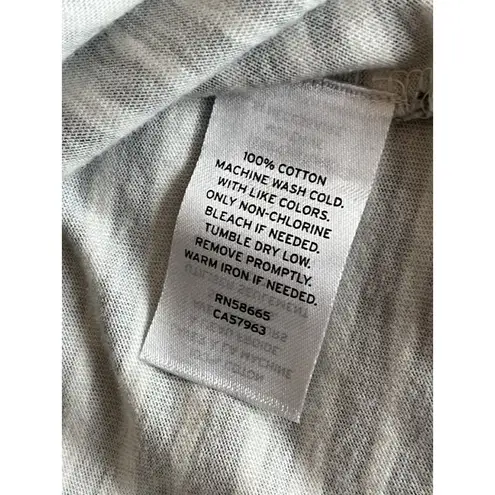 100% COTTON
MACHINE WASH COLD.
WITH LIKE COLORS.
ONLY NON-CHLORINE
BLEACH IF NEEDED.
TUMBLE DRY LOW.
REMOVE PROMPTLY.
WARM IRON IF NEEDED.
RN58665
CA57963